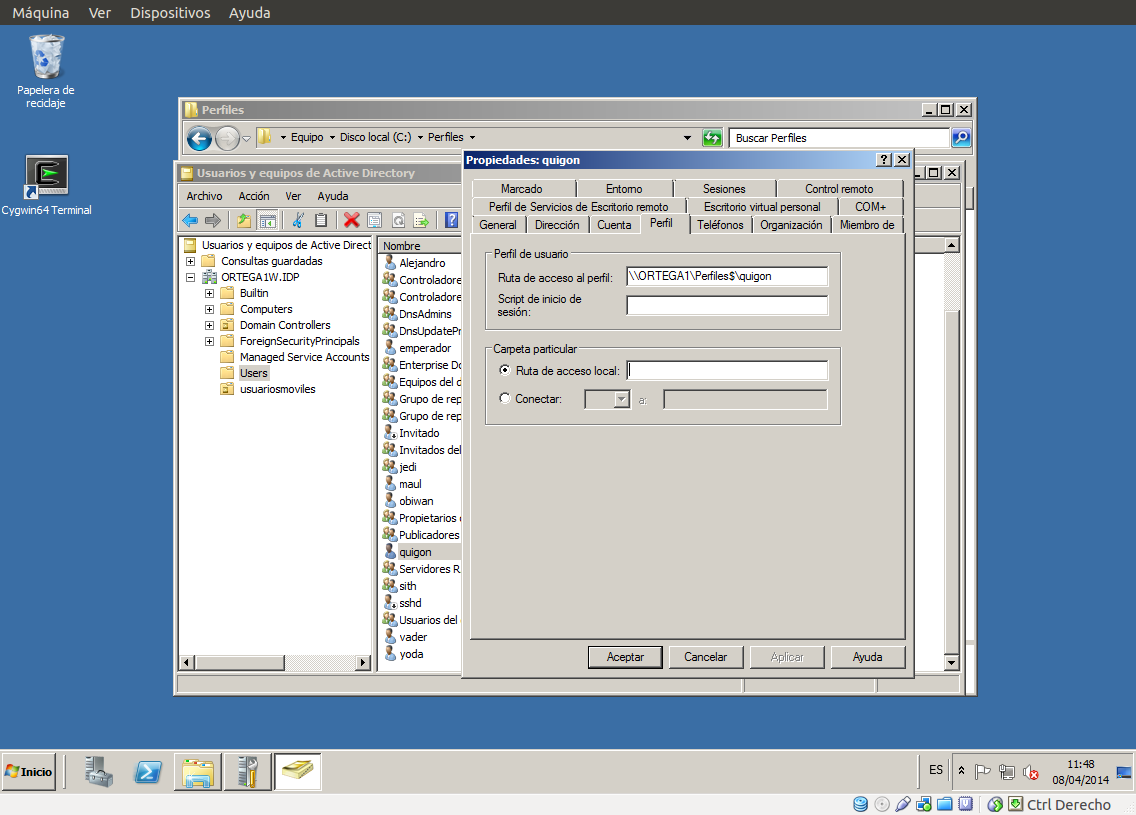 Máquina Ver Dispositivos Ayuda
Papelera de
reciclaje
Cygwin64 Terminal
Perfiles
Equipo Disco local (C:) Perfiles
Buscar Perfiles
Usuarios y equipos de Active Directory
Archivo Acción Ver Ayuda
Usuarios y equipos de Active Direct
Consultas guardadas
ORTEGA1W.IDP
Builtin
Computers
Domain Controllers
ForeignSecurityPrincipals
Managed Service Accounts
Users
usuariosmoviles
Nombre
Alejandro
Controladore
Controladore
DnsAdmins
DnsUpdatePr
emperador
Enterprise Do
Equipos del d
Grupo de rep
Grupo de rep
Invitado
Invitados del
jedi
maul
obiwan
Propietarios
Publicadores
quigon
Servidores R
sith
sshd
Usuarios del
vader
yoda
Propiedades: quigon
Marcado Entorno Sesiones Control remoto
Perfil de Servicios de Escritorio remoto Escritorio virtual personal COM+
General Dirección Cuenta Perfil Teléfonos Organización Miembro de
Perfil de usuario
Ruta de acceso al perfil: \\ORTEGA1\Perfiles$\quigon
Script de inicio de
sesión:
Carpeta particular
Ruta de acceso local:
Conectar: a:
Aceptar Cancelar Aplicar Ayuda
Inicio
ES
11:48
08/04/2014
Ctrl Derecho